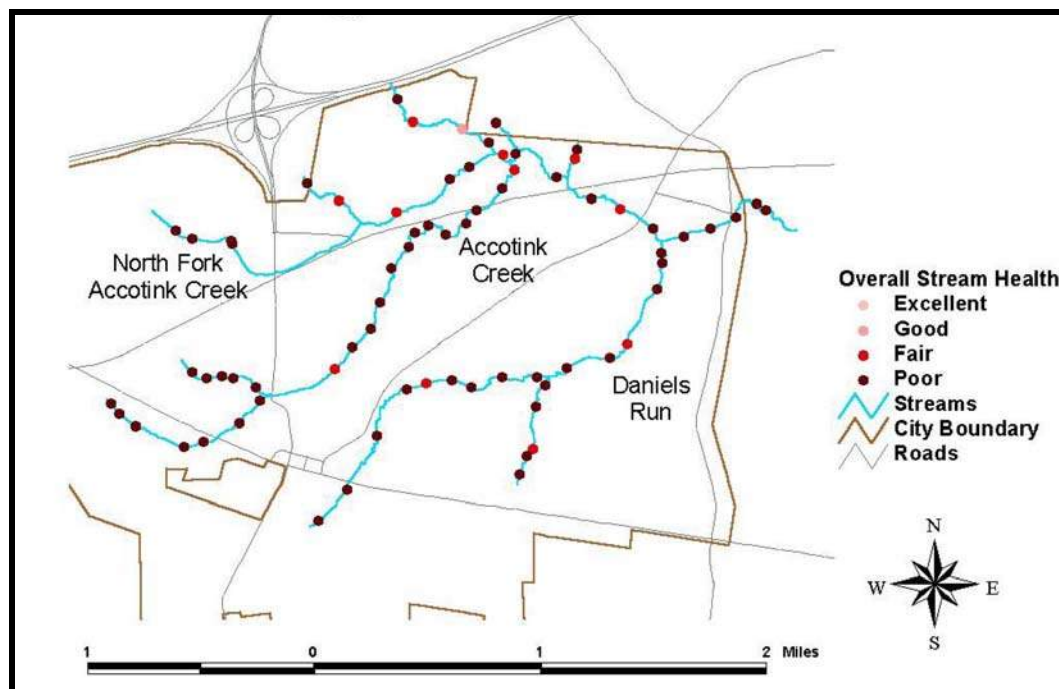 North Fork
Accotink Creek
Accotink
Creek
Daniels
Run
Overall Stream Health
Excellent
Good
Fair
Poor
Streams
City Boundary
Roads
N
W
E
S
1
0
1
2
Miles